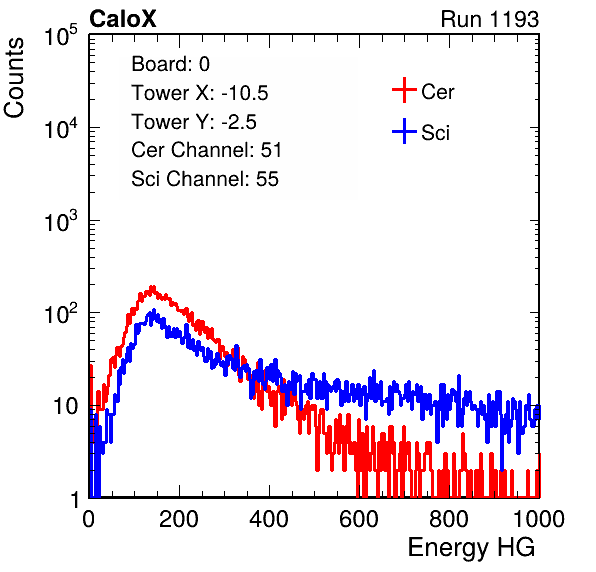 CaloX Run 1193
Counts
10^5
10^4
10^3
10^2
10
1
Board: 0
Tower X: -10.5
Tower Y: -2.5
Cer Channel: 51
Sci Channel: 55
Cer
Sci
0 200 400 600 800 1000
Energy HG